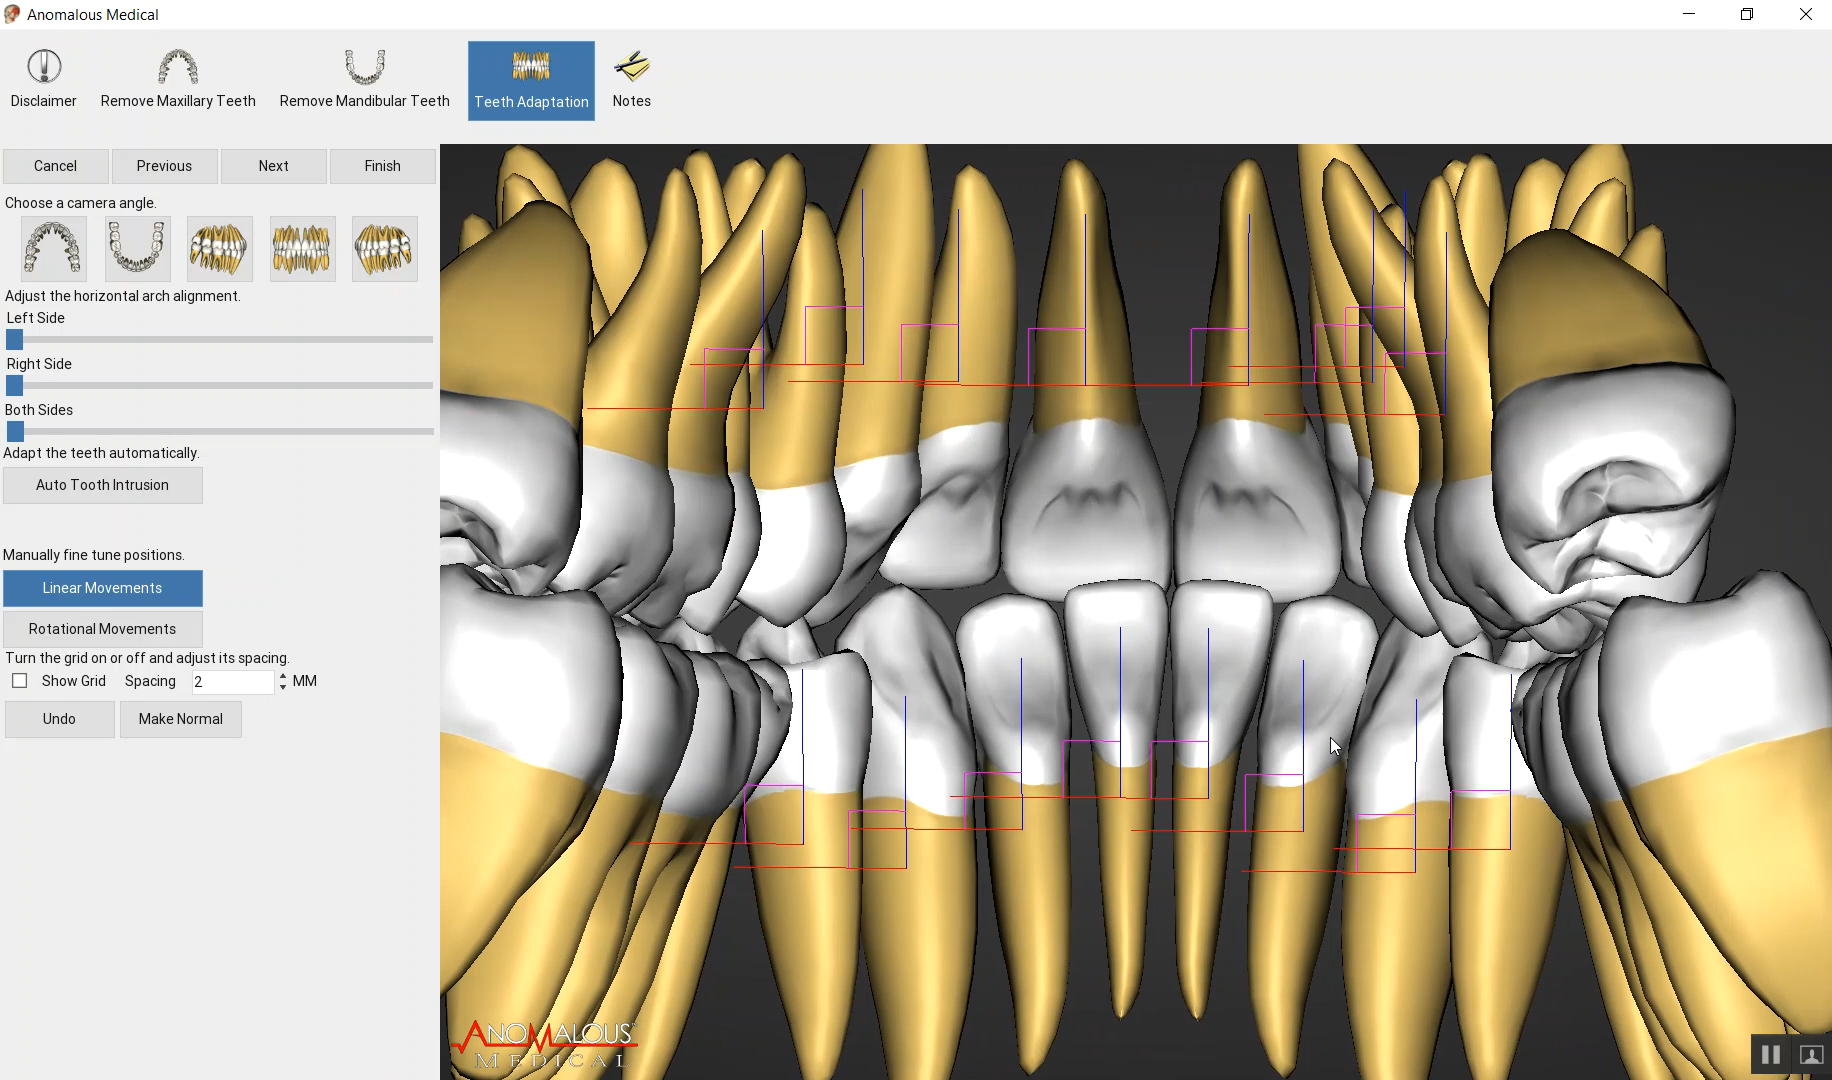 Anomalous Medical
Disclaimer
Remove Maxillary Teeth
Remove Mandibular Teeth
Teeth Adaptation
Notes
Cancel
Previous
Next
Finish
Choose a camera angle.
Adjust the horizontal arch alignment.
Left Side
Right Side
Both Sides
Adapt the teeth automatically.
Auto Tooth Intrusion
Manually fine tune positions.
Linear Movements
Rotational Movements
Turn the grid on or off and adjust its spacing.
Show Grid Spacing 2 MM
Undo
Make Normal
ANOMALOUS
MEDICAL